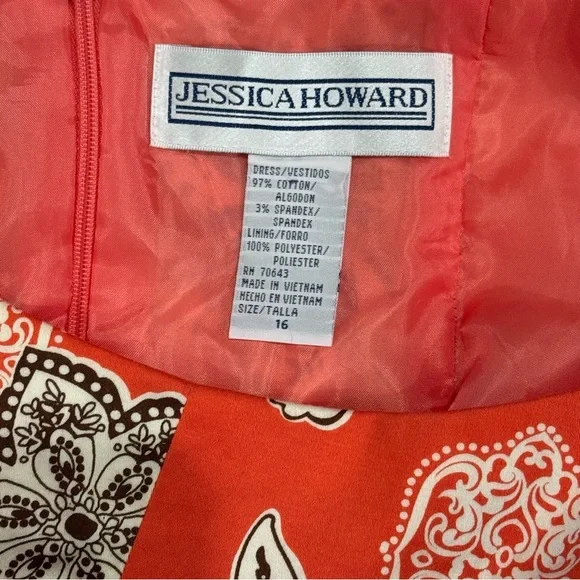 JESSICA HOWARD
DRESS/VESTIDOS
97% COTTON/
ALGODON
3% SPANDEX/
SPANDEX
LINING/FORRO
100% POLYESTER/
POLIESTER
RN 70643
MADE IN VIETNAM
HECHO EN VIETNAM
SIZE/TALLA
16